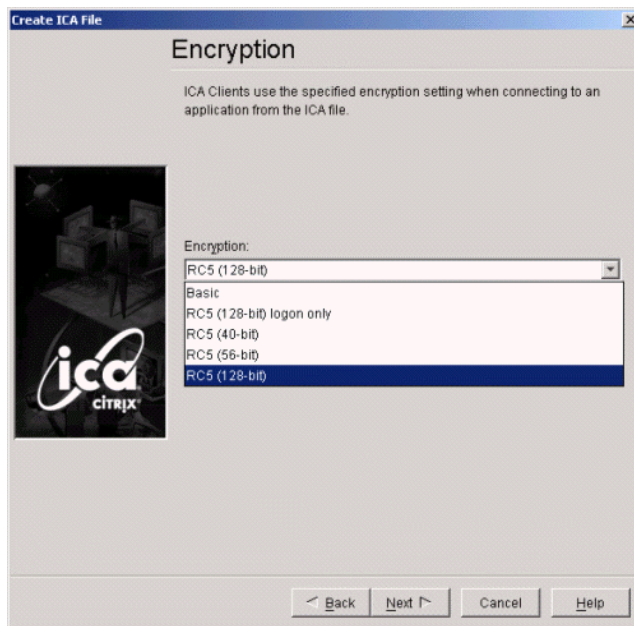 Create ICA File
Encryption
ICA Clients use the specified encryption setting when connecting to an
application from the ICA file.
Encryption:
RC5 (128-bit)
Basic
RC5 (128-bit) logon only
RC5 (40-bit)
RC5 (56-bit)
RC5 (128-bit)
ica
CITRIX®
< Back
Next >
Cancel
Help